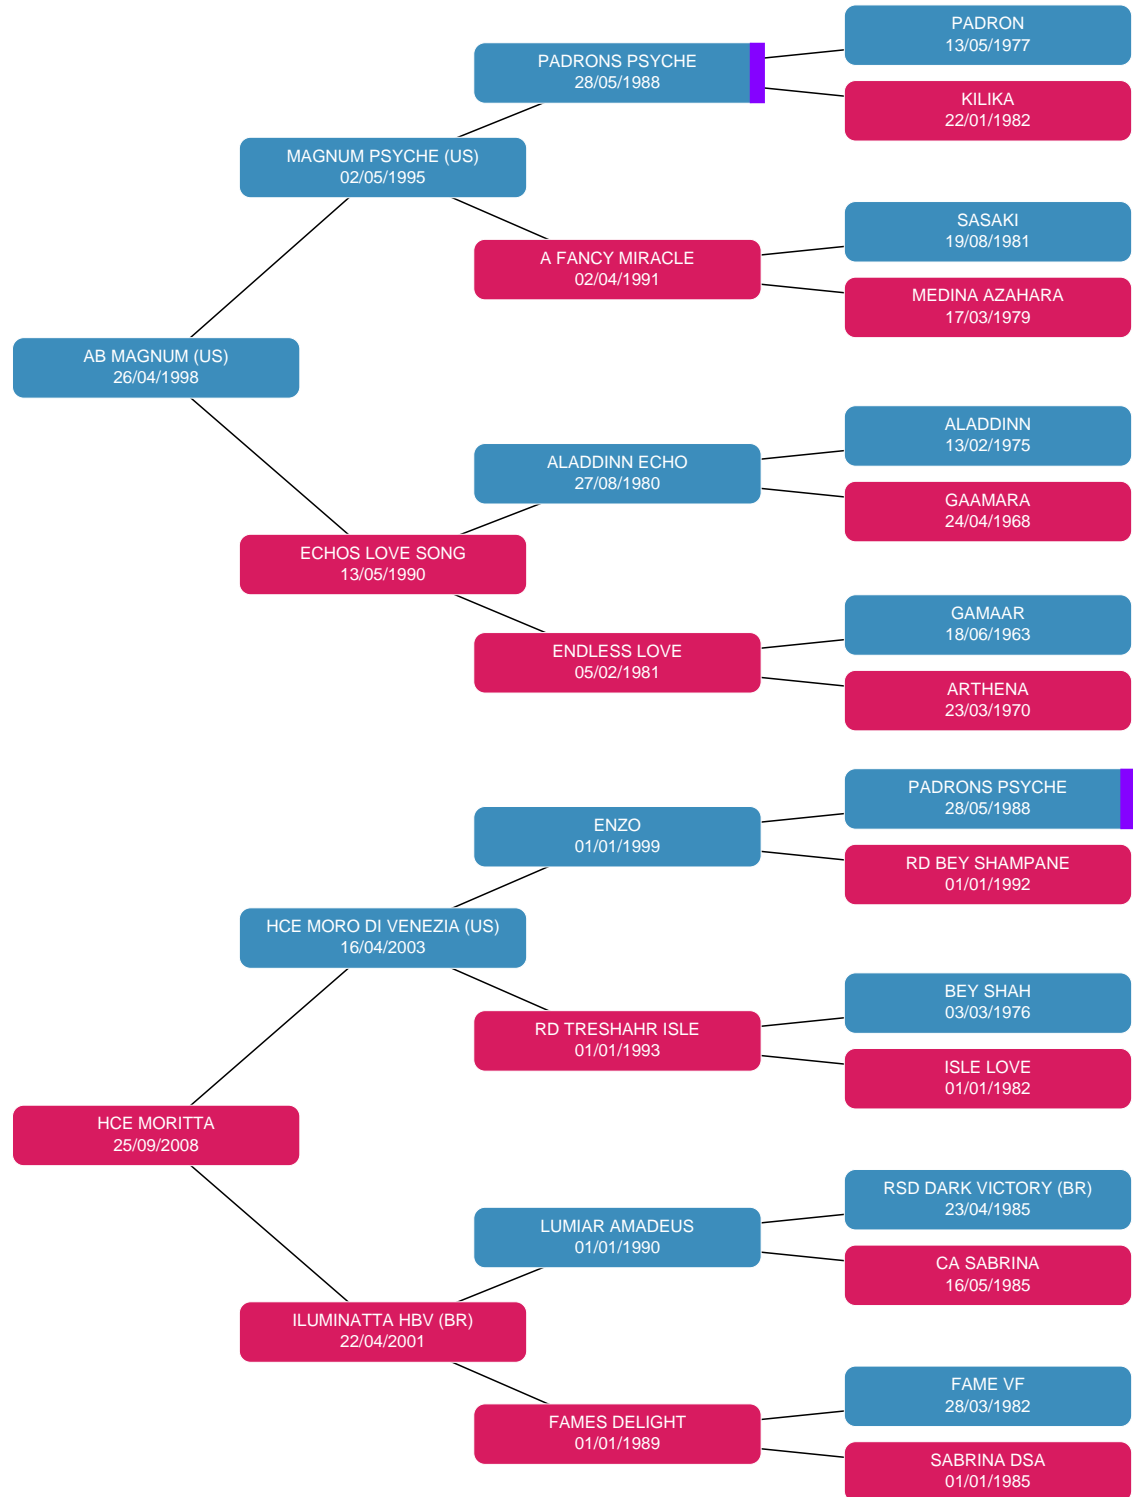 PADRON
13/05/1977
PADRONS PSYCHE
28/05/1988
KILIKA
22/01/1982
MAGNUM PSYCHE (US)
02/05/1995
SASAKI
19/08/1981
A FANCY MIRACLE
02/04/1991
MEDINA AZAHARA
17/03/1979
AB MAGNUM (US)
26/04/1998
ALADDINN
13/02/1975
ALADDINN ECHO
27/08/1980
GAAMARA
24/04/1968
ECHOS LOVE SONG
13/05/1990
GAMAAR
18/06/1963
ENDLESS LOVE
05/02/1981
ARTHENA
23/03/1970
PADRONS PSYCHE
28/05/1988
ENZO
01/01/1999
RD BEY SHAMPANE
01/01/1992
HCE MORO DI VENEZIA (US)
16/04/2003
BEY SHAH
03/03/1976
RD TRESHAHR ISLE
01/01/1993
ISLE LOVE
01/01/1982
HCE MORITTA
25/09/2008
RSD DARK VICTORY (BR)
23/04/1985
LUMIAR AMADEUS
01/01/1990
CA SABRINA
16/05/1985
ILUMINATTA HBV (BR)
22/04/2001
FAME VF
28/03/1982
FAMES DELIGHT
01/01/1989
SABRINA DSA
01/01/1985